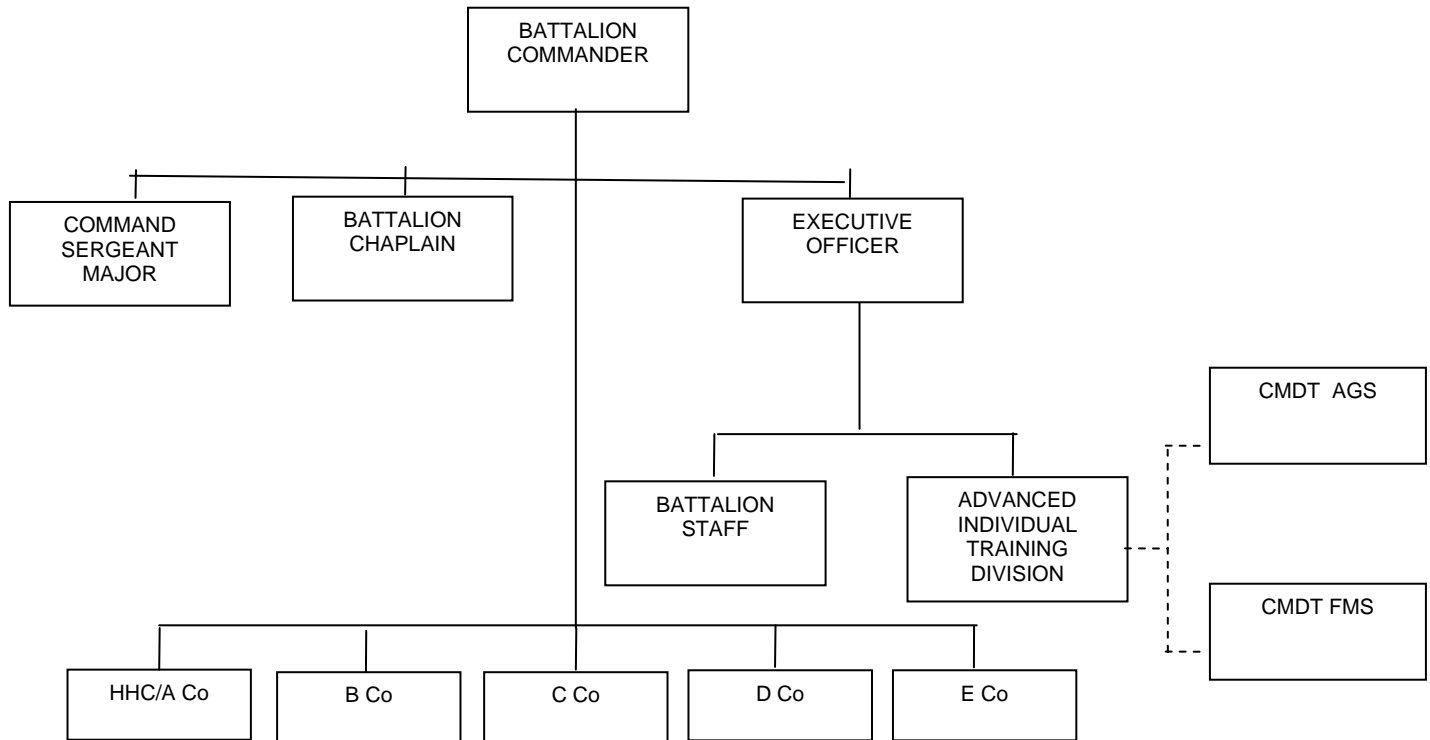 BATTALION
COMMANDER
COMMAND
SERGEANT
MAJOR
BATTALION
CHAPLAIN
EXECUTIVE
OFFICER
CMDT AGS
BATTALION
STAFF
ADVANCED
INDIVIDUAL
TRAINING
DIVISION
CMDT FMS
HHC/A Co
B Co
C Co
D Co
E Co